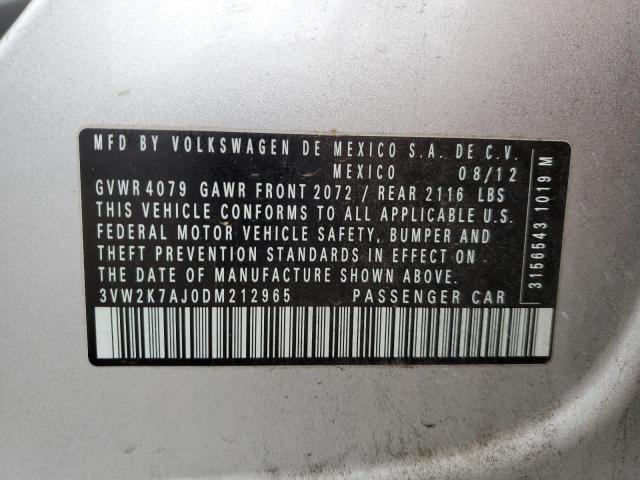 MFD BY VOLKSWAGEN DE MEXICO S.A. DE C.V.
MEXICO 08/12
GVWR 4079 GAWR FRONT 2072 / REAR 2116 LBS
THIS VEHICLE CONFORMS TO ALL APPLICABLE U.S.
FEDERAL MOTOR VEHICLE SAFETY, BUMPER AND
THEFT PREVENTION STANDARDS IN EFFECT ON
THE DATE OF MANUFACTURE SHOWN ABOVE.
3VW2K7AJ0DM212965 PASSENGER CAR
3156543 1019 M